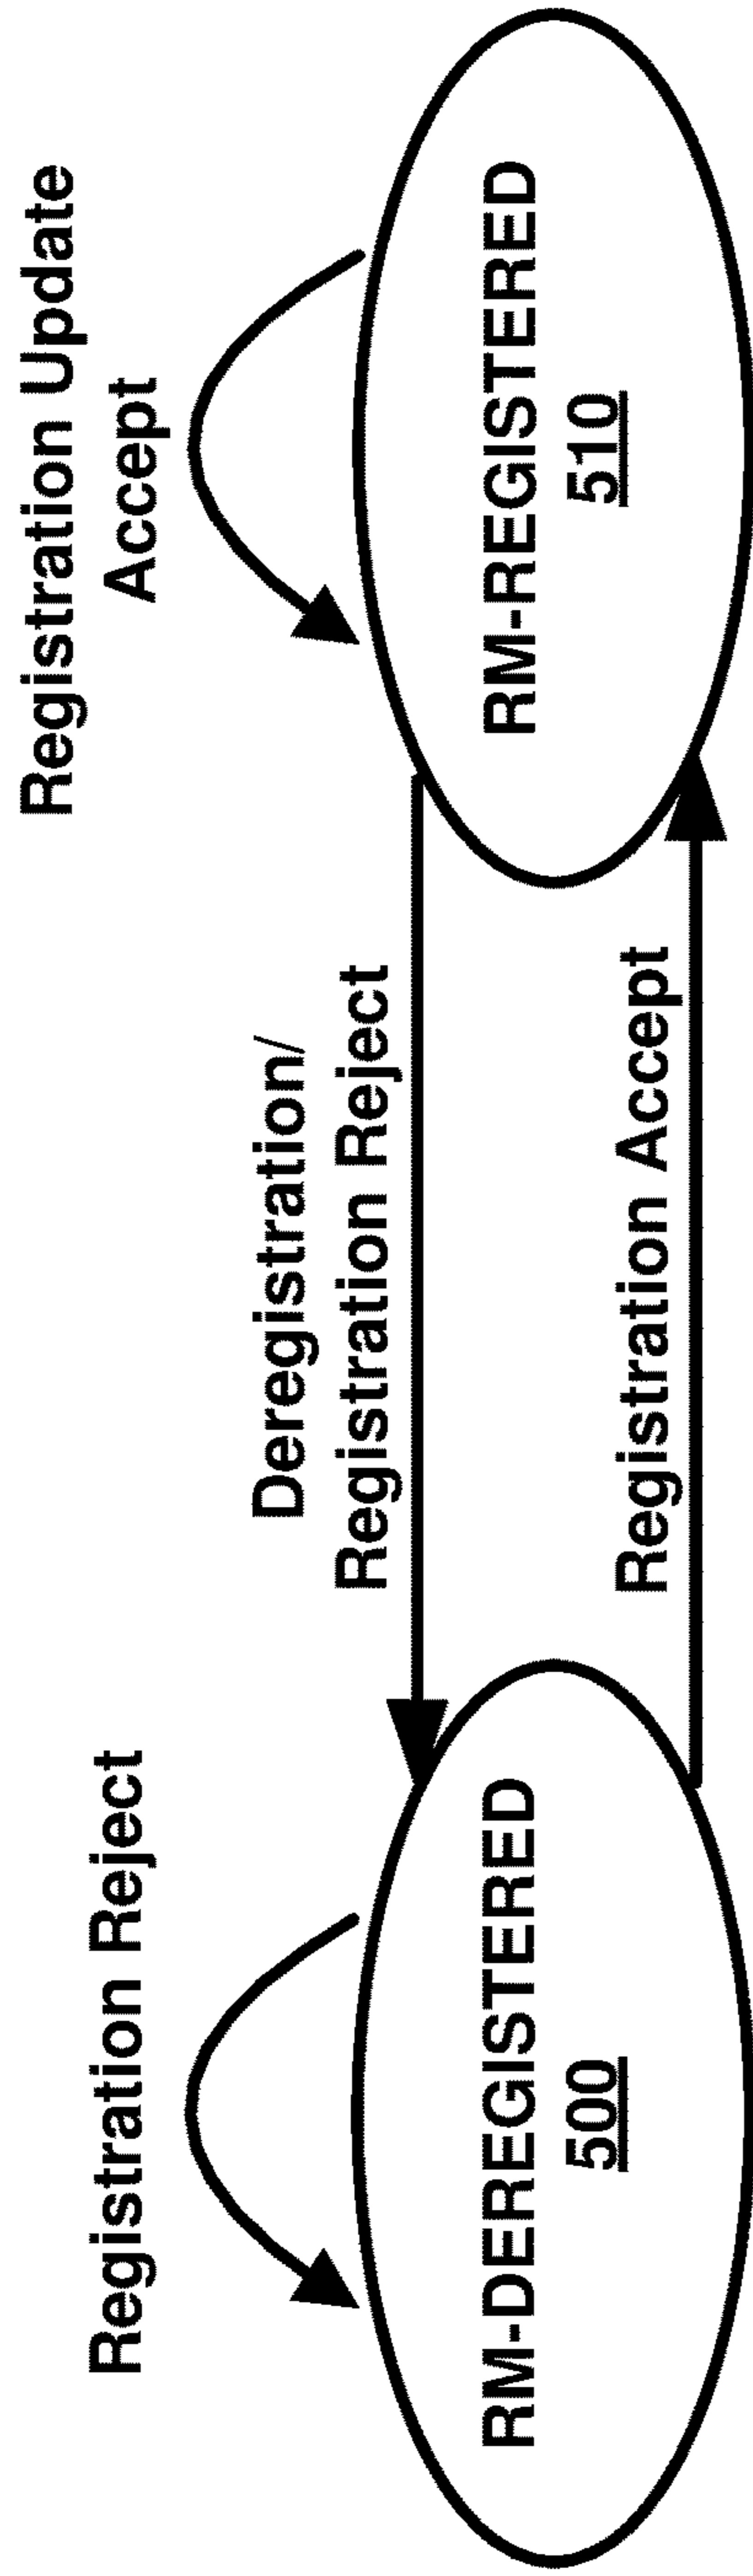 Registration Reject
Registration Update
Accept
Deregistration/
Registration Reject
Registration Accept
RM-DEREGISTERED
500
RM-REGISTERED
510